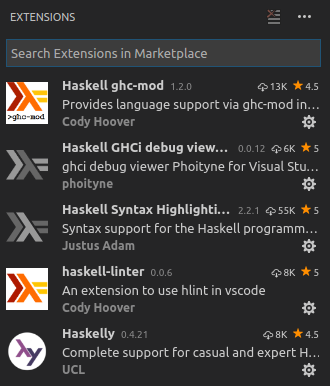 EXTENSIONS
Search Extensions in Marketplace
Haskell ghc-mod 1.2.0 13K 4.5
Provides language support via ghc-mod in...
>ghc-mod
Cody Hoover
Haskell GHCi debug view... 0.0.12 6K 5
ghci debug viewer Phoityne for Visual Stu...
phoityne
Haskell Syntax Highlighti... 2.2.1 55K 5
Syntax support for the Haskell programm...
Justus Adam
haskell-linter 0.0.6 8K 5
An extension to use hlint in vscode
Cody Hoover
Haskelly 0.4.21 8K 4.5
Complete support for casual and expert H...
UCL